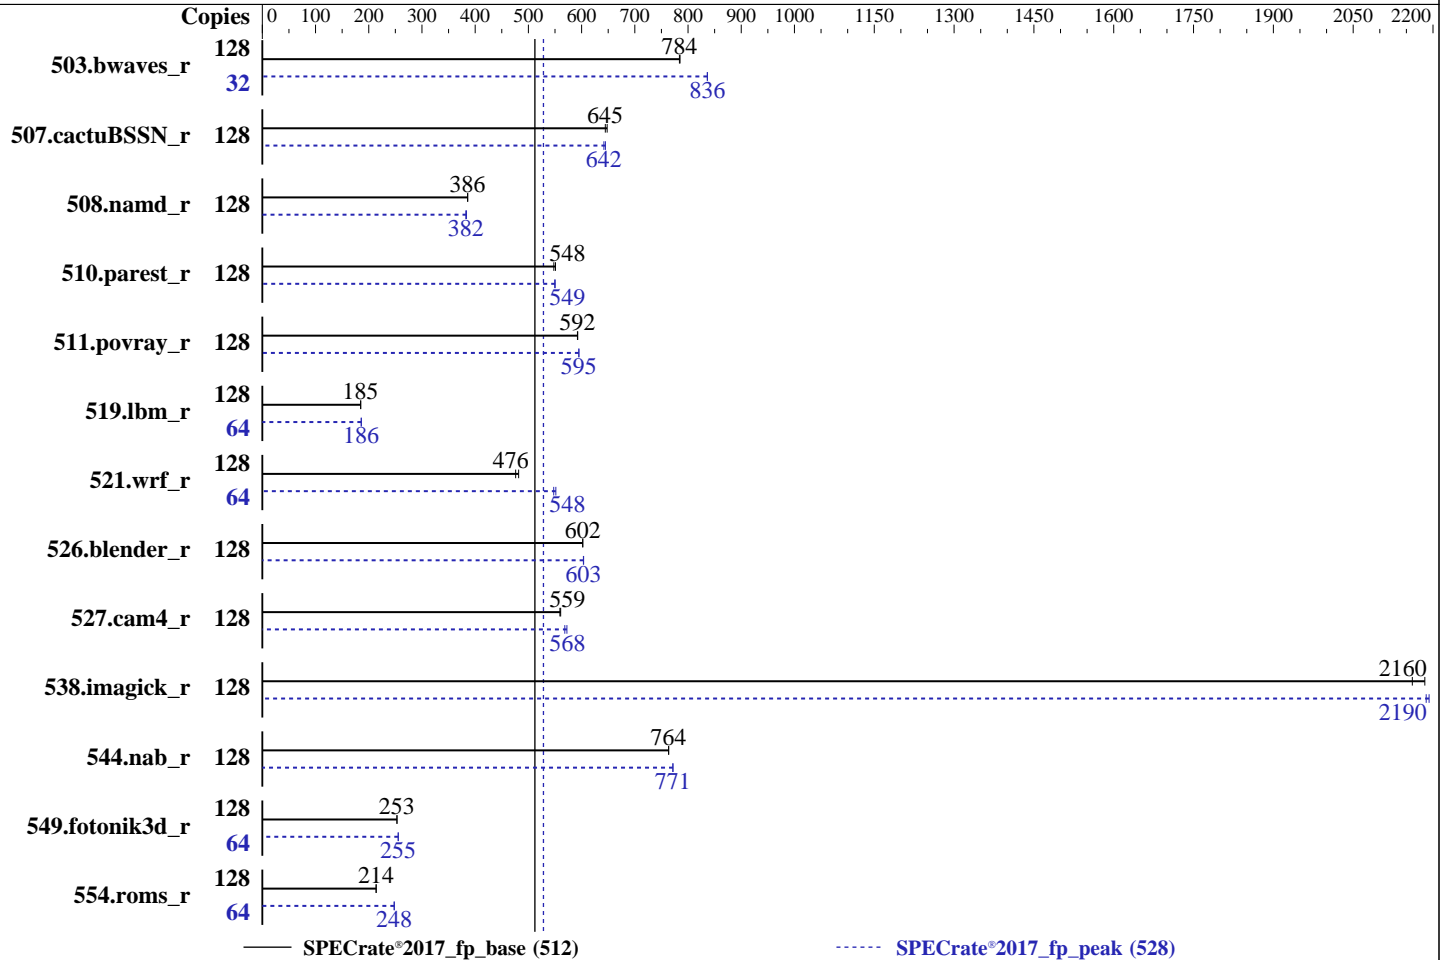 Copies 0 100 200 300 400 500 600 700 800 900 1000 1150 1300 1450 1600 1750 1900 2050 2200
503.bwaves_r 128 784
32 836
507.cactuBSSN_r 128 645
642
508.namd_r 128 386
382
510.parest_r 128 548
549
511.povray_r 128 592
595
519.lbm_r 128 185
64 186
521.wrf_r 128 476
64 548
526.blender_r 128 602
603
527.cam4_r 128 559
568
538.imagick_r 128 2160
2190
544.nab_r 128 764
771
549.fotonik3d_r 128 253
64 255
554.roms_r 128 214
64 248
SPECrate®2017_fp_base (512) SPECrate®2017_fp_peak (528)